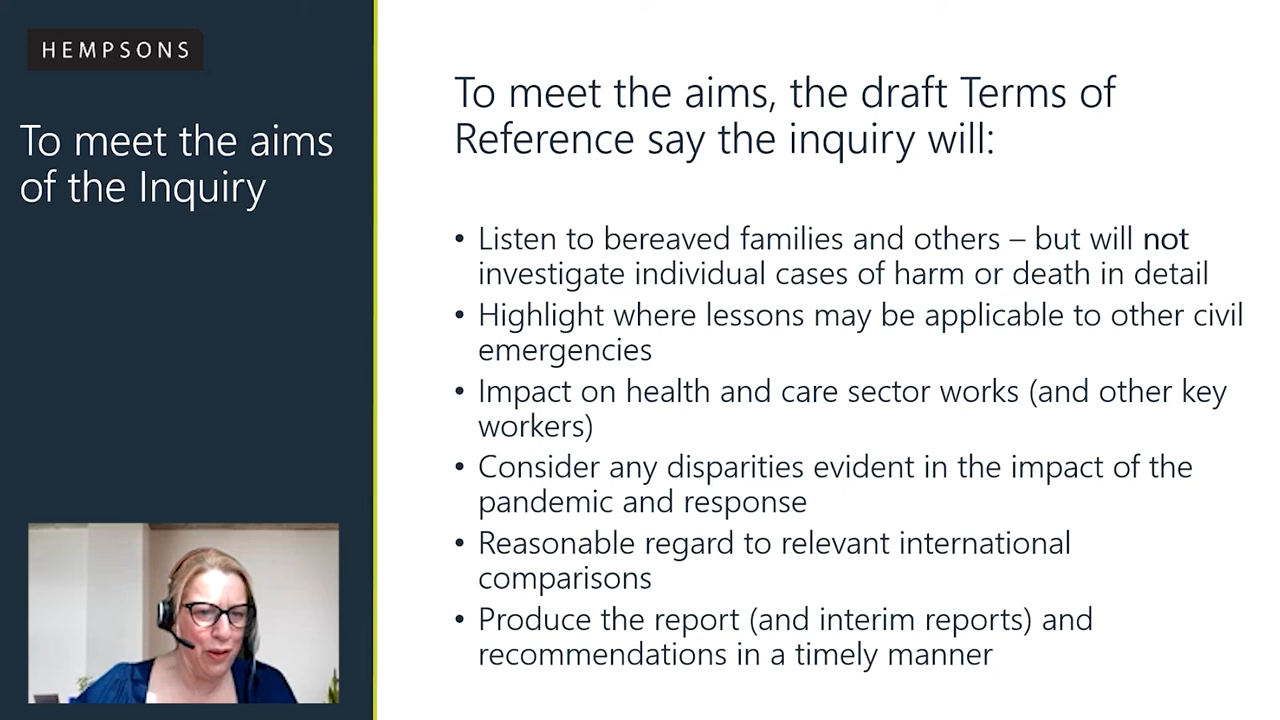 HEMPSONS
To meet the aims
of the Inquiry
To meet the aims, the draft Terms of
Reference say the inquiry will:
• Listen to bereaved families and others – but will not
investigate individual cases of harm or death in detail
• Highlight where lessons may be applicable to other civil
emergencies
• Impact on health and care sector works (and other key
workers)
• Consider any disparities evident in the impact of the
pandemic and response
• Reasonable regard to relevant international
comparisons
• Produce the report (and interim reports) and
recommendations in a timely manner